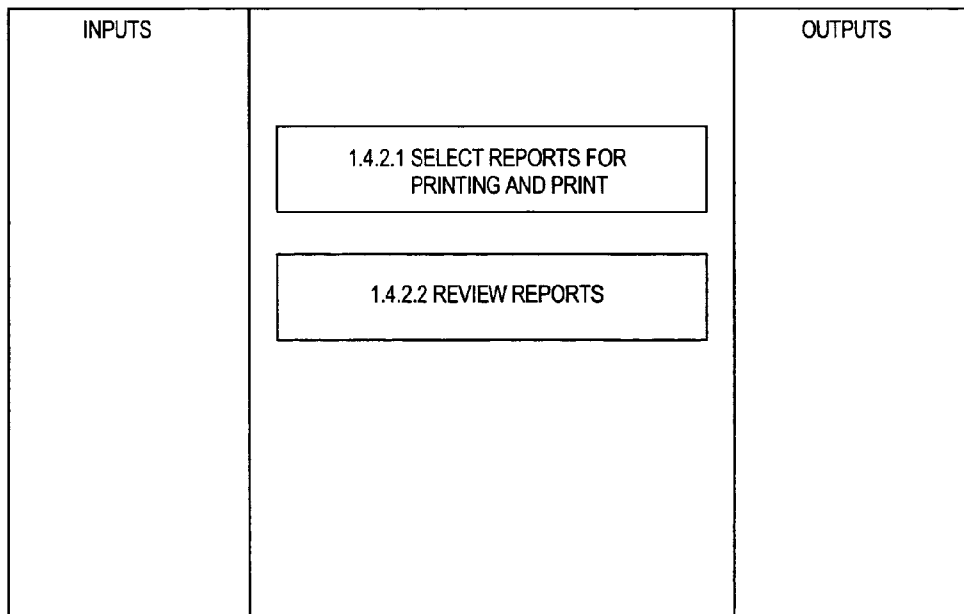 INPUTS
OUTPUTS
1.4.2.1 SELECT REPORTS FOR
PRINTING AND PRINT
1.4.2.2 REVIEW REPORTS